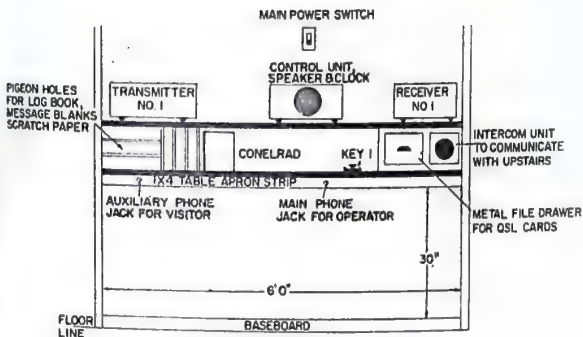 MAIN POWER SWITCH
CONTROL UNIT,
SPEAKER & CLOCK
PIGEON HOLES
FOR LOG BOOK,
MESSAGE BLANKS
SCRATCH PAPER
TRANSMITTER
NO. 1
RECEIVER
NO 1
CONELRAD
KEY 1
INTERCOM UNIT
TO COMMUNICATE
WITH UPSTAIRS
1X4 TABLE APRON STRIP
AUXILIARY PHONE
JACK FOR VISITOR
MAIN PHONE
JACK FOR OPERATOR
METAL FILE DRAWER
FOR QSL CARDS
30"
6'0"
FLOOR
LINE
BASEBOARD